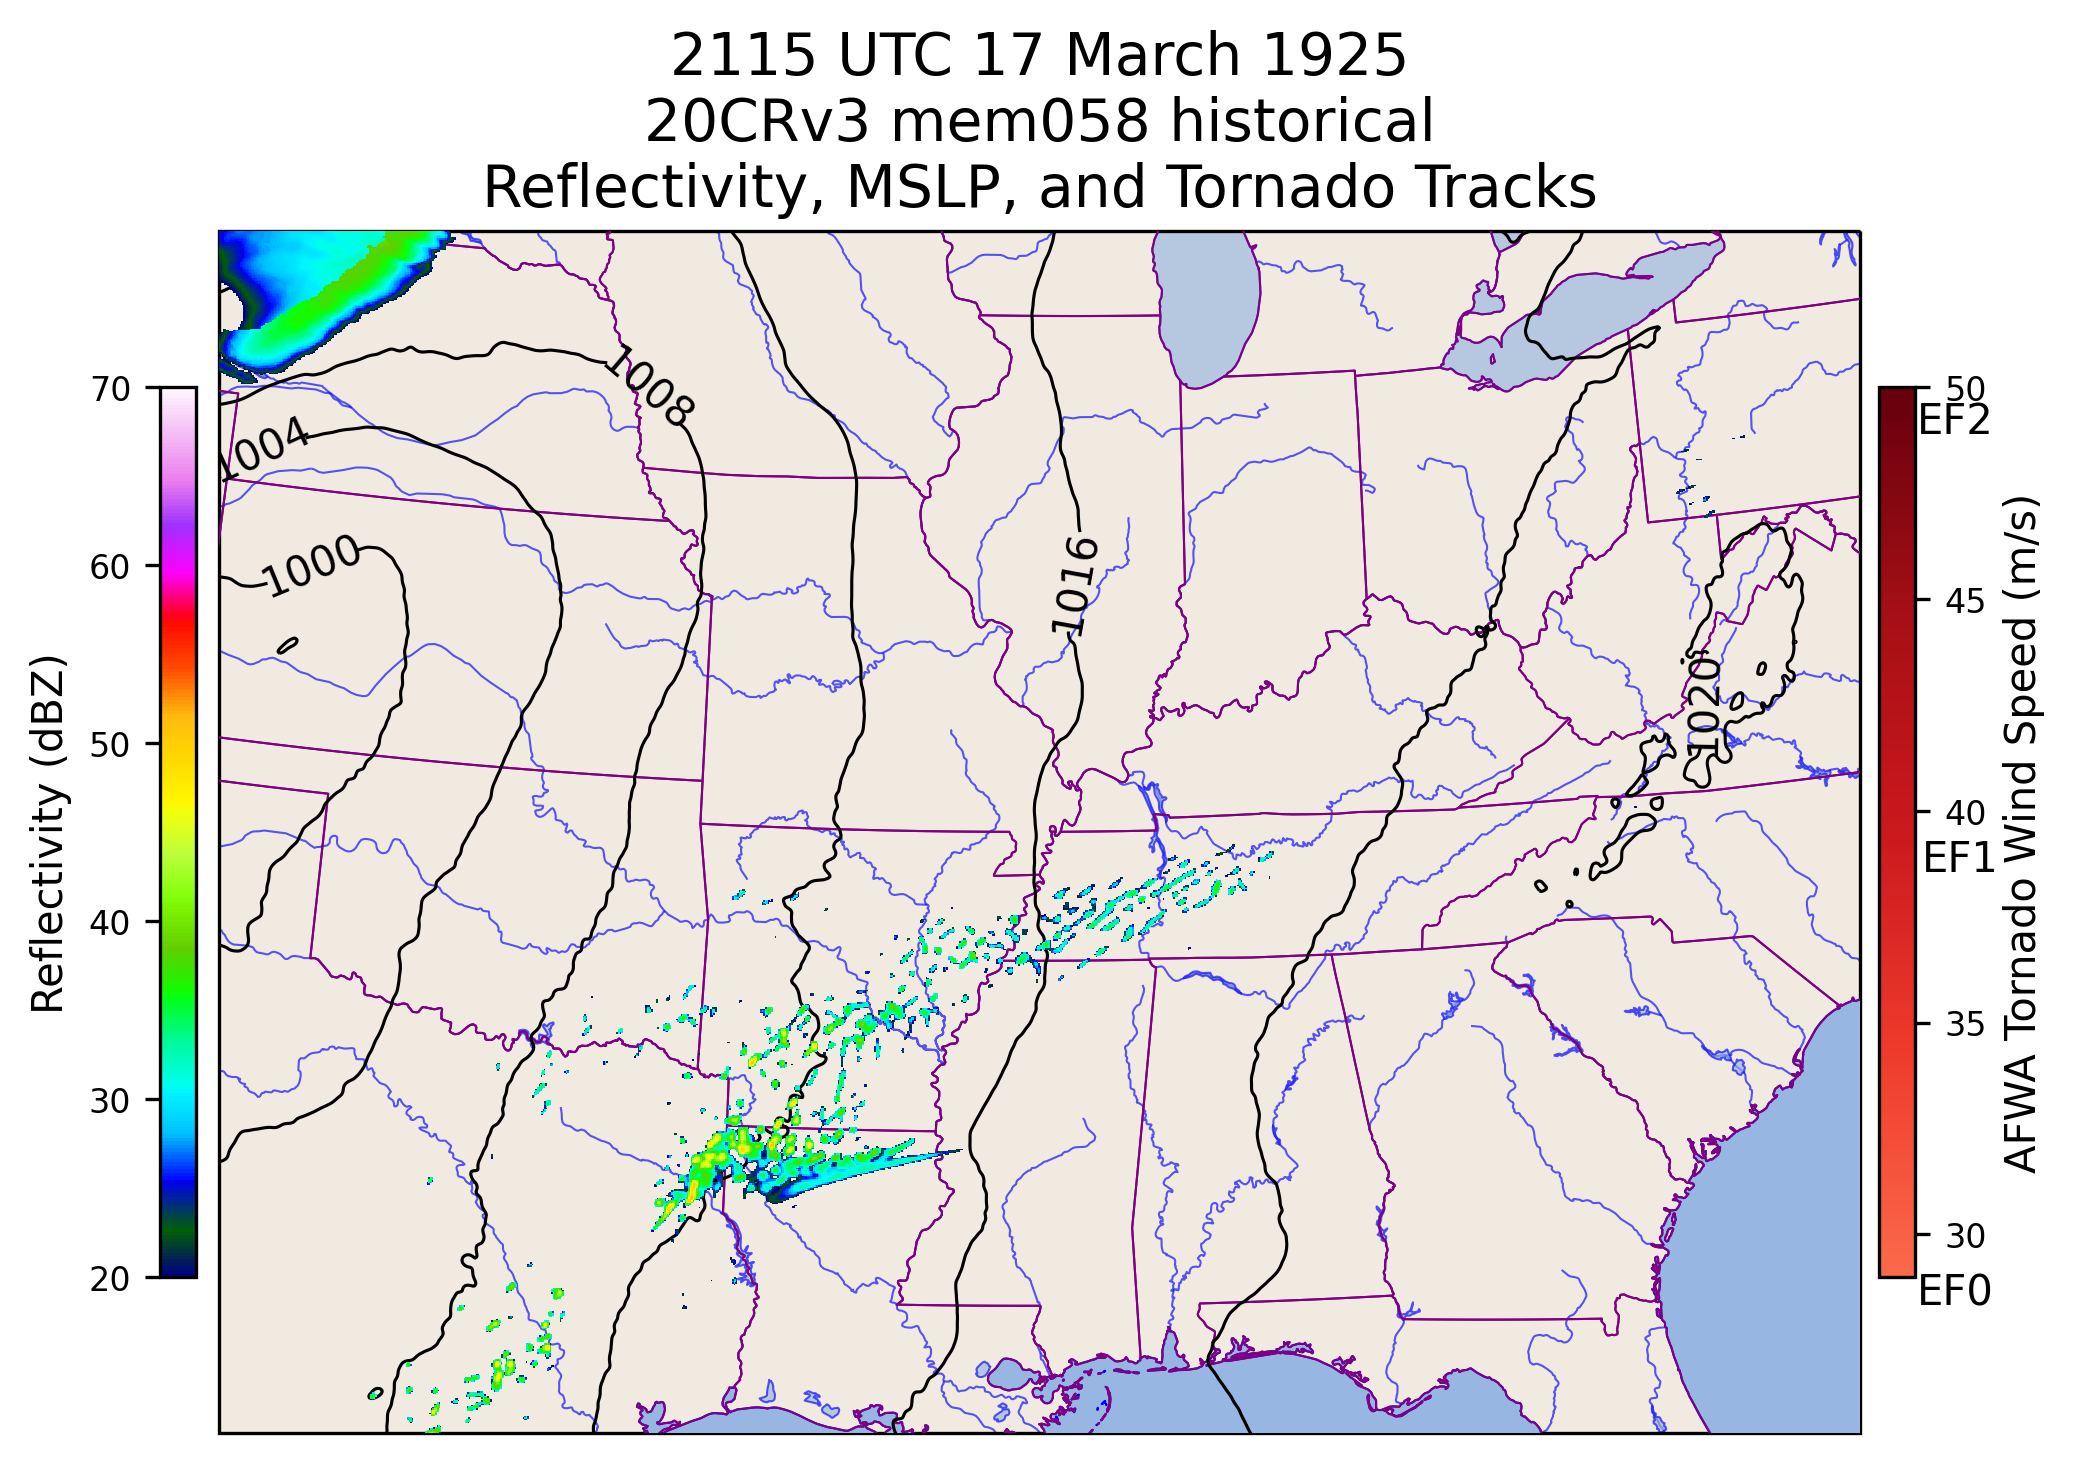 2115 UTC 17 March 1925
20CRv3 mem058 historical
Reflectivity, MSLP, and Tornado Tracks
70
60
50
40
30
20
Reflectivity (dBZ)
1008
1004
1000
1016
1020
50
EF2
45
40
EF1
35
30
EF0
AFWA Tornado Wind Speed (m/s)